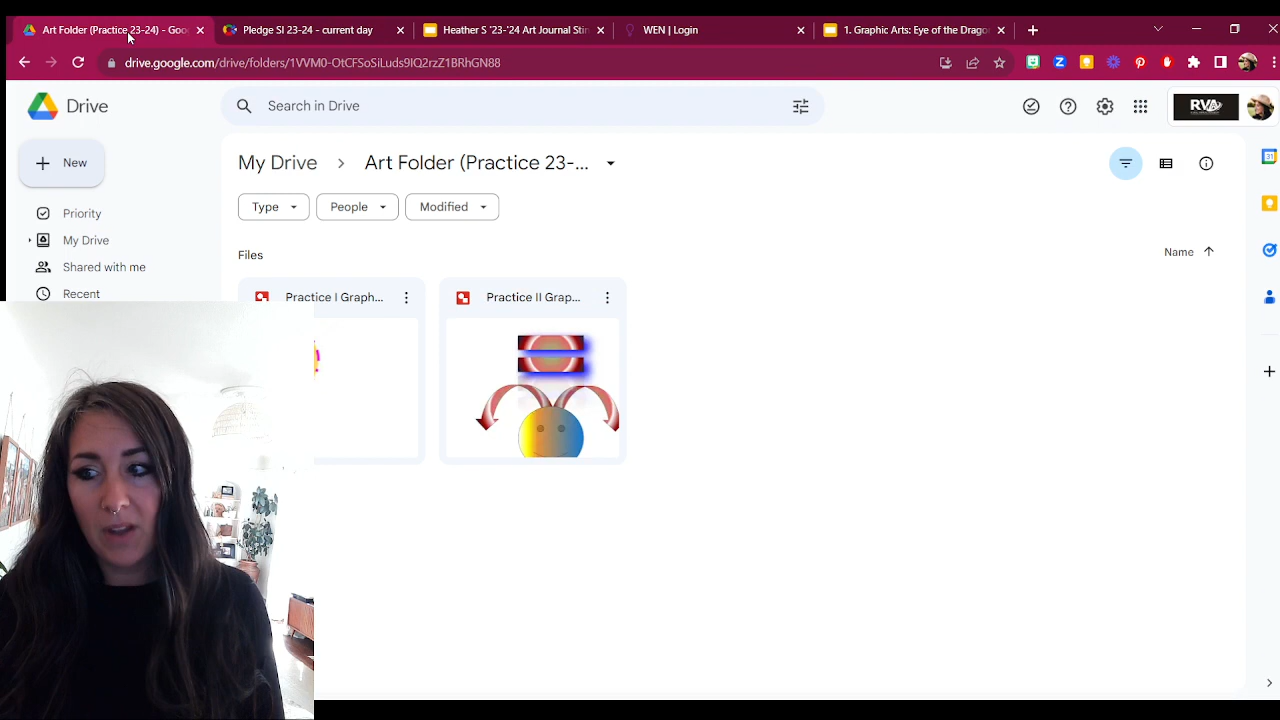 Art Folder (Practice 23-24) - Goo
Pledge SI 23-24 - current day
Heather S '23-'24 Art Journal Stin
WEN | Login
1. Graphic Arts: Eye of the Drago
drive.google.com/drive/folders/1VVM0-OtCFSoSiLuds9lQ2rzZ1BRhGN88
Drive
Search in Drive
RVA
New
My Drive > Art Folder (Practice 23-...
Type
People
Modified
Priority
My Drive
Shared with me
Recent
Files
Name
Practice I Graph...
Practice II Grap...
31